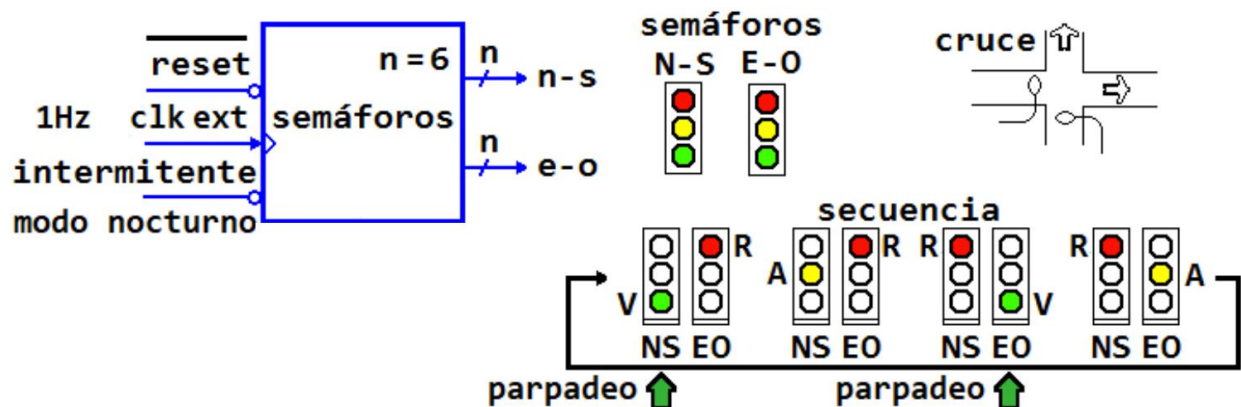 reset
1Hz clk ext
intermitente
modo nocturno
n=6
semáforos
n
n-s
n
e-o
semáforos
N-S E-O
cruce
secuencia
V R A R R V R A
NS EO NS EO NS EO NS EO
parpadeo parpadeo